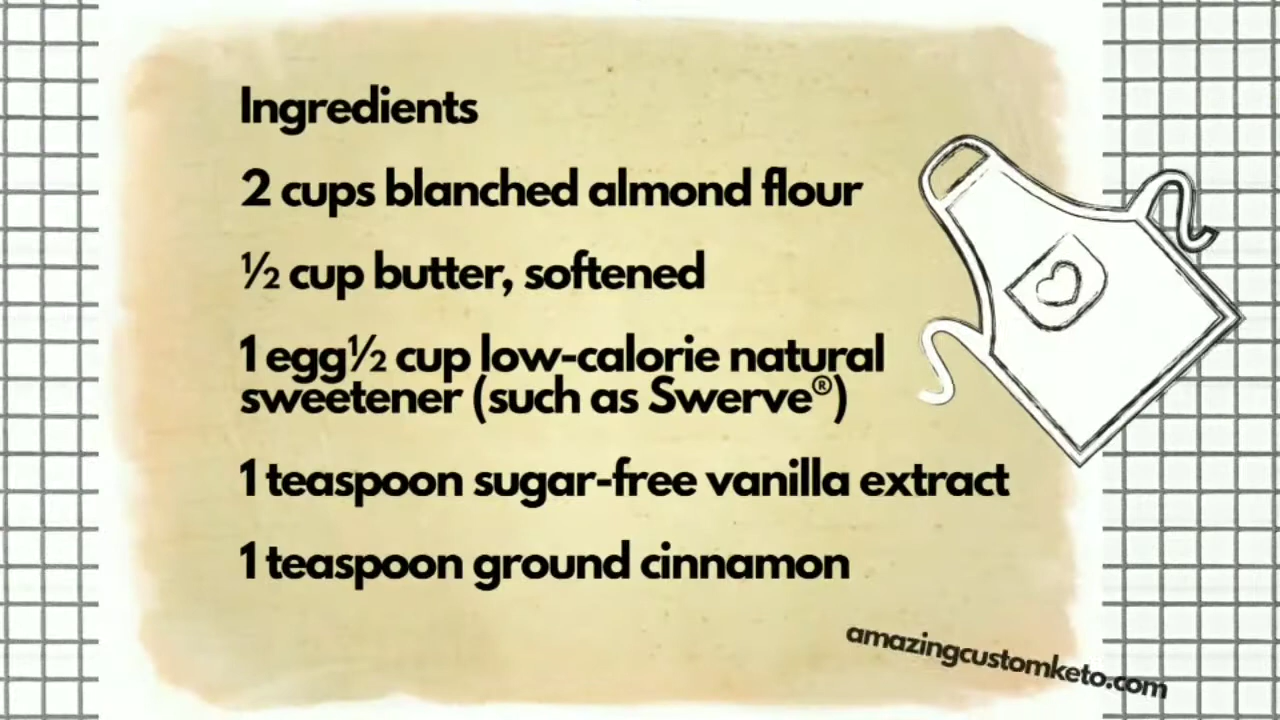 Ingredients
2 cups blanched almond flour
½ cup butter, softened
1 egg½ cup low-calorie natural
sweetener (such as Swerve®)
1 teaspoon sugar-free vanilla extract
1 teaspoon ground cinnamon
amazingcustomketo.com